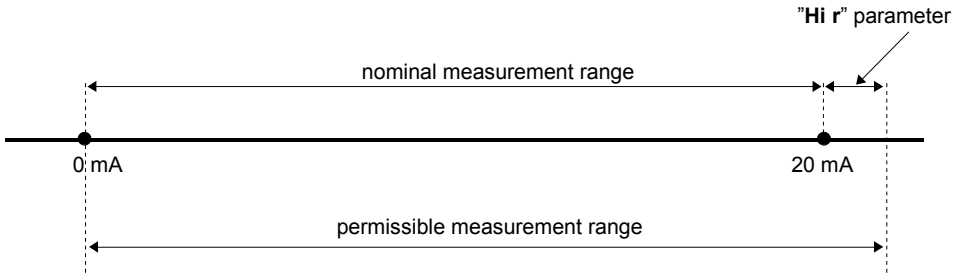 ”Hi r” parameter
nominal measurement range
0 mA
20 mA
permissible measurement range